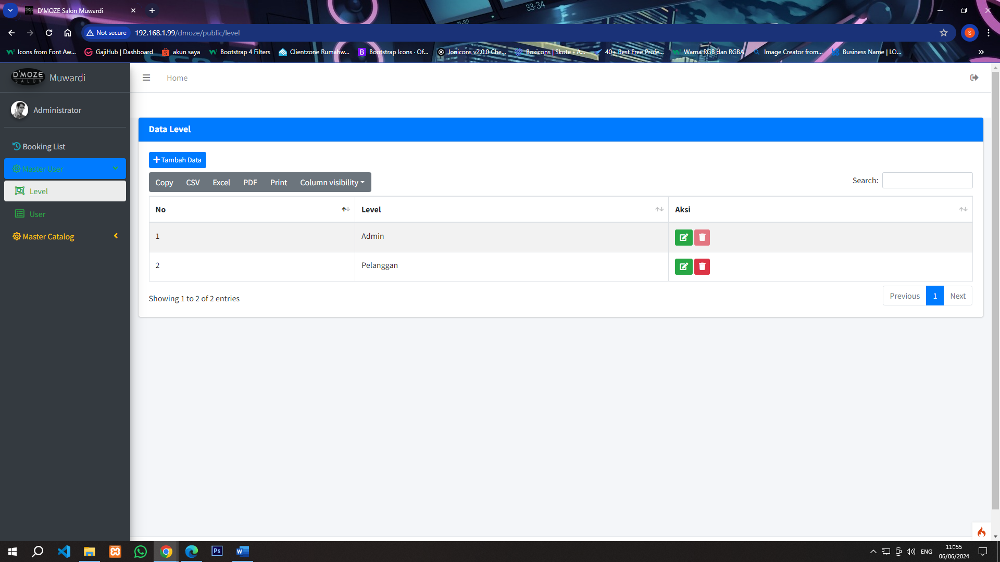 D'MOZE Salon Muwardi
33-34
Not secure
192.168.1.99/dmoze/public/level
S
Icons from Font Aw...
GajiHub | Dashboard
akun saya
Bootstrap 4 Filters
Clientzone Rumahw...
Bootstrap Icons · Of...
Ionicons v2.0.0 Che...
Boxicons | Skote - A...
40+ Best Free Profe...
Warna RGB dan RGBA
Image Creator from...
Business Name | LO...
D'MOZE
SALON
Muwardi
Home
Administrator
Data Level
Booking List
Tambah Data
Master User
Copy CSV Excel PDF Print Column visibility
Search:
Level
No Level Aksi
User
1 Admin
Master Catalog
2 Pelanggan
Showing 1 to 2 of 2 entries
Previous 1 Next
Ps
W
ENG
11:55
06/06/2024